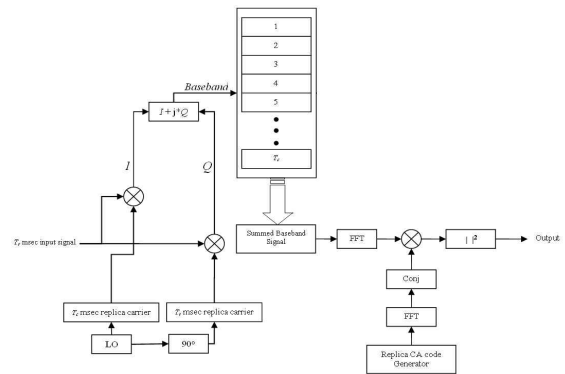 1
2
3
4
5
𝑇ᵣ
Baseband
I + j*Q
I
Q
𝑇ᵣ msec input signal
Summed Baseband
Signal
FFT
| |²
Output
Conj
FFT
Replica CA code
Generator
𝑇ᵣ msec replica carrier
𝑇ᵣ msec replica carrier
LO
90°